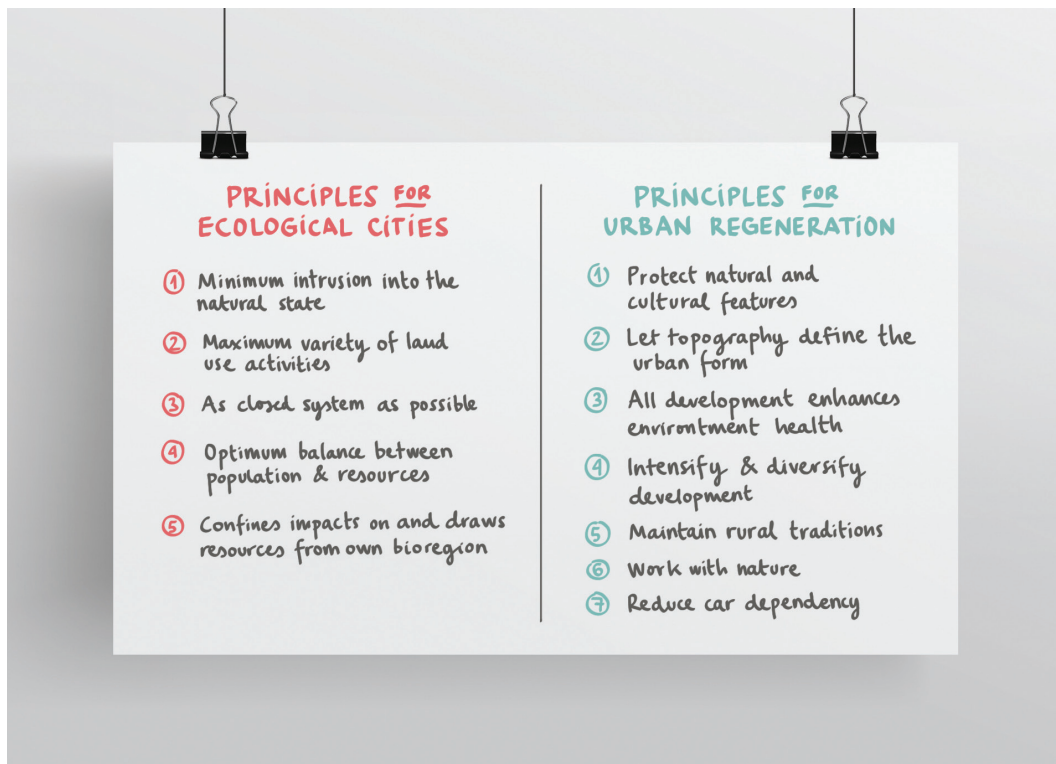 PRINCIPLES FOR
ECOLOGICAL CITIES
1 Minimum intrusion into the
natural state
2 Maximum variety of land
use activities
3 As closed system as possible
4 Optimum balance between
population & resources
5 Confines impacts on and draws
resources from own bioregion
PRINCIPLES FOR
URBAN REGENERATION
1 Protect natural and
cultural features
2 Let topography define the
urban form
3 All development enhances
environtment health
4 Intensify & diversify
development
5 Maintain rural traditions
6 Work with nature
7 Reduce car dependency